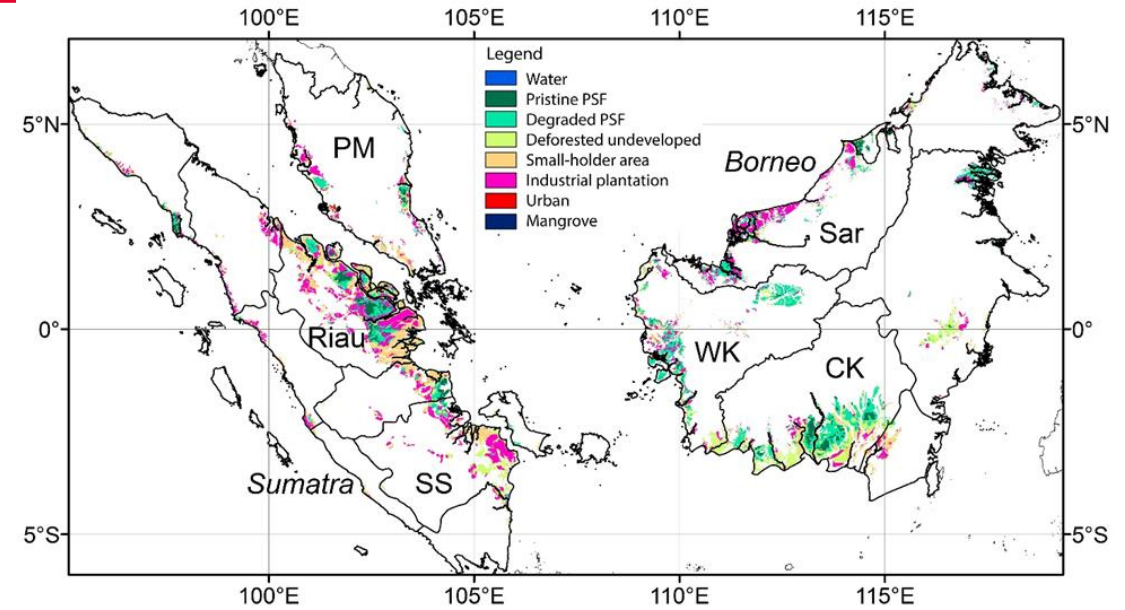 100°E
105°E
110°E
115°E
Legend
Water
Pristine PSF
Degraded PSF
Deforested undeveloped
Small-holder area
Industrial plantation
Urban
Mangrove
5°N
5°N
PM
Borneo
Sar
0°
0°
Riau
WK
CK
Sumatra
SS
5°S
5°S
100°E
105°E
110°E
115°E